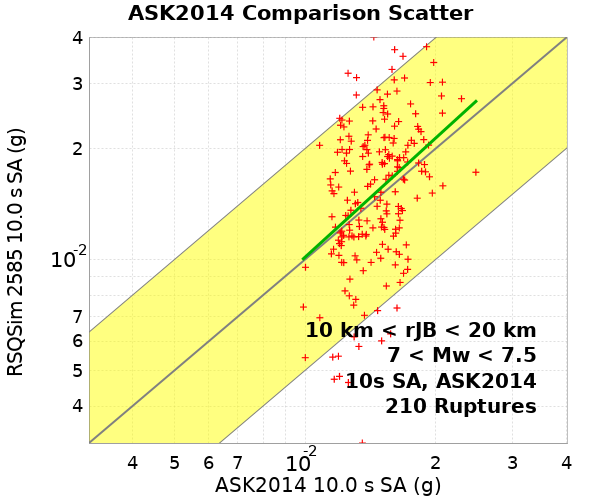 ASK2014 Comparison Scatter
RSQSim 2585 10.0 s SA (g)
4
3
2
10-2
7
6
5
4
10 km < rJB < 20 km
7 < Mw < 7.5
10s SA, ASK2014
210 Ruptures
4 5 6 7 10-2 2 3 4
ASK2014 10.0 s SA (g)